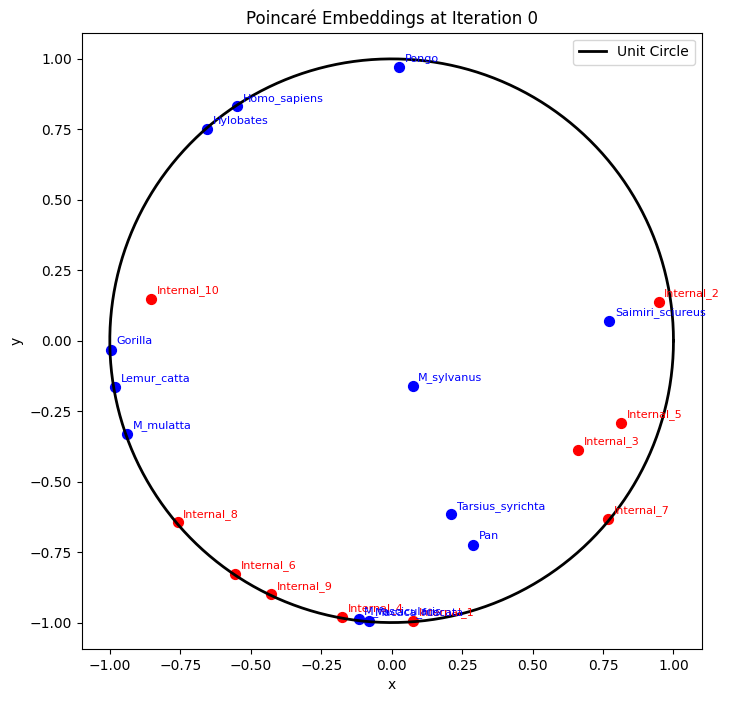 Poincaré Embeddings at Iteration 0
Unit Circle
1.00
0.75
0.50
0.25
0.00
−0.25
−0.50
−0.75
−1.00
y
Pongo
Homo_sapiens
Hylobates
Internal_10
Internal_2
Saimiri_sciureus
Gorilla
Lemur_catta
M_sylvanus
M_mulatta
Internal_5
Internal_3
Tarsius_syrichta
Internal_7
Internal_8
Pan
Internal_6
Internal_9
Internal_4
−1.00 −0.75 −0.50 −0.25 0.00 0.25 0.50 0.75 1.00
x